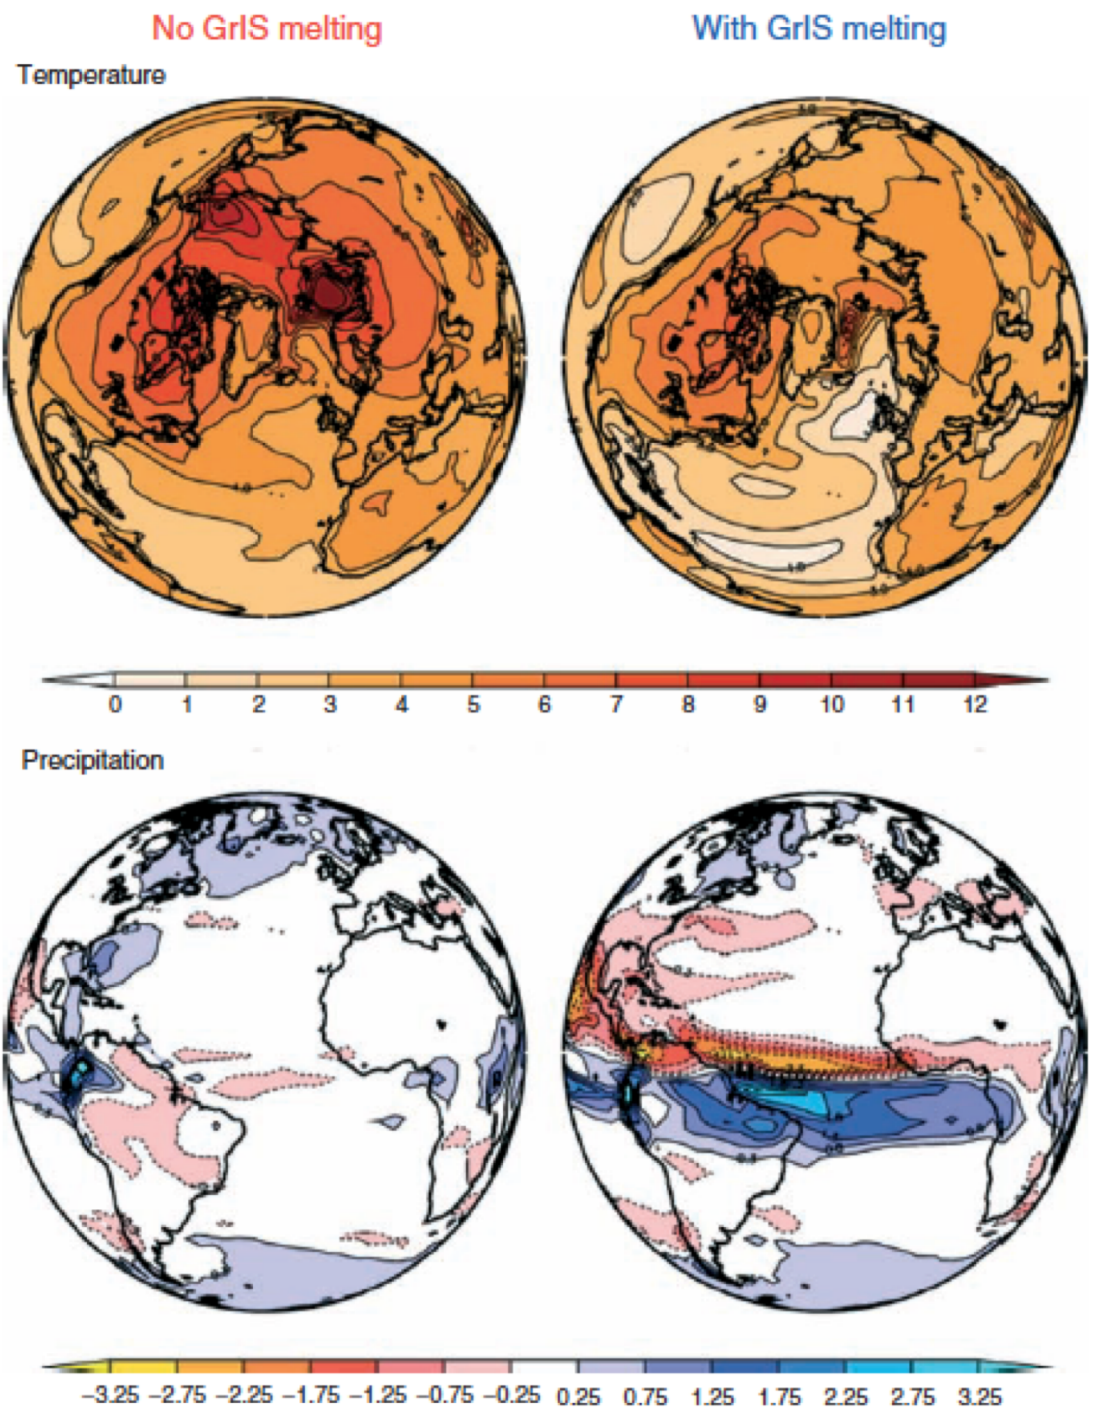 No GrIS melting
With GrIS melting
Temperature
0 1 2 3 4 5 6 7 8 9 10 11 12
Precipitation
−3.25 −2.75 −2.25 −1.75 −1.25 −0.75 −0.25 0.25 0.75 1.25 1.75 2.25 2.75 3.25